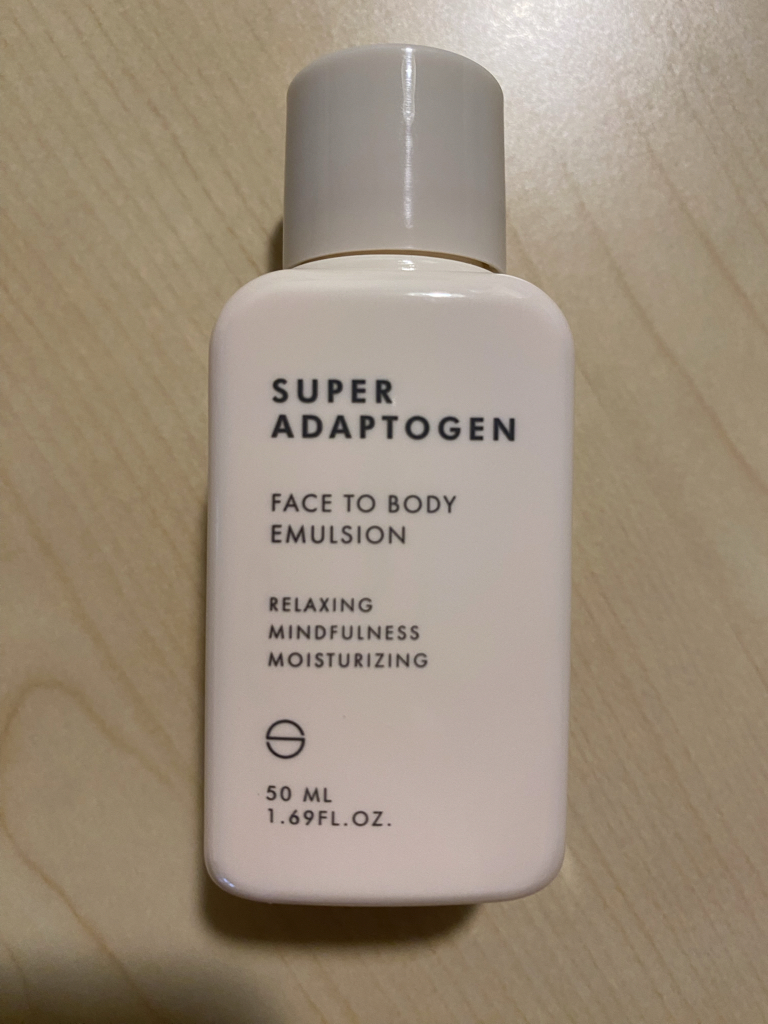 SUPER
ADAPTOGEN
FACE TO BODY
EMULSION
RELAXING
MINDFULNESS
MOISTURIZING
50 ML
1.69FL.OZ.